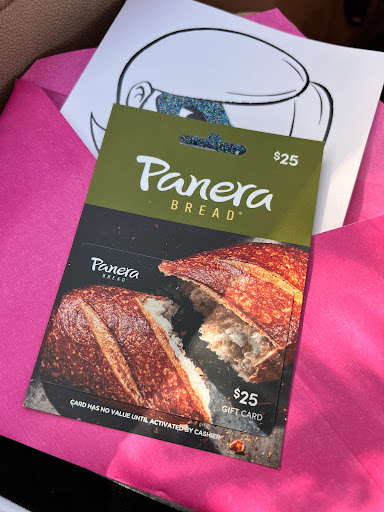 $25
Panera
BREAD®
Panera
BREAD
$25
GIFT CARD
CARD HAS NO VALUE UNTIL ACTIVATED BY CASHIER